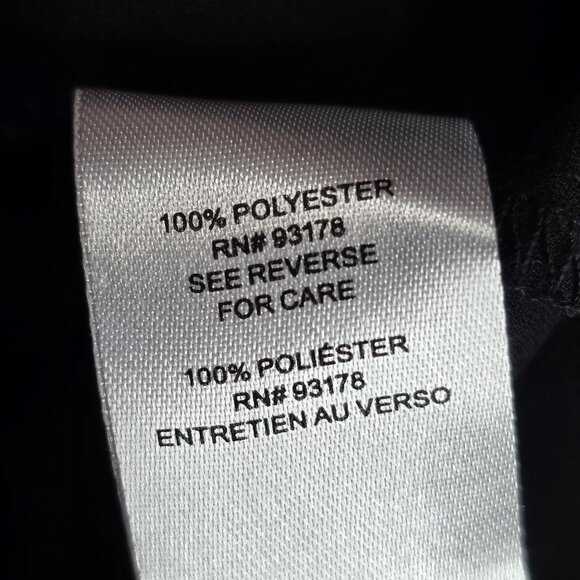 100% POLYESTER
RN# 93178
SEE REVERSE
FOR CARE
100% POLIÉSTER
RN# 93178
ENTRETIEN AU VERSO